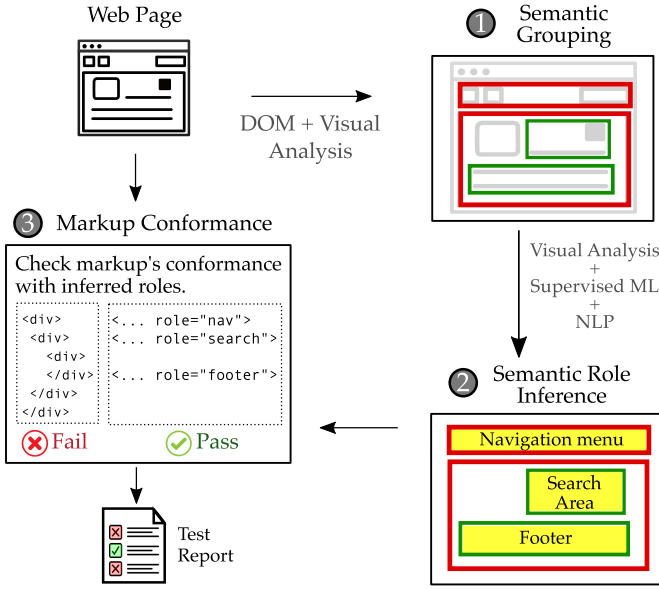 Web Page
1
Semantic
Grouping
DOM + Visual
Analysis
3 Markup Conformance
Check markup's conformance
with inferred roles.
<div>
<div>
<div>
</div>
</div>
</div>
<... role="nav">
<... role="search">
<... role="footer">
Fail
Pass
Visual Analysis
+
Supervised ML
+
NLP
2 Semantic Role
Inference
Navigation menu
Search
Area
Footer
Test
Report